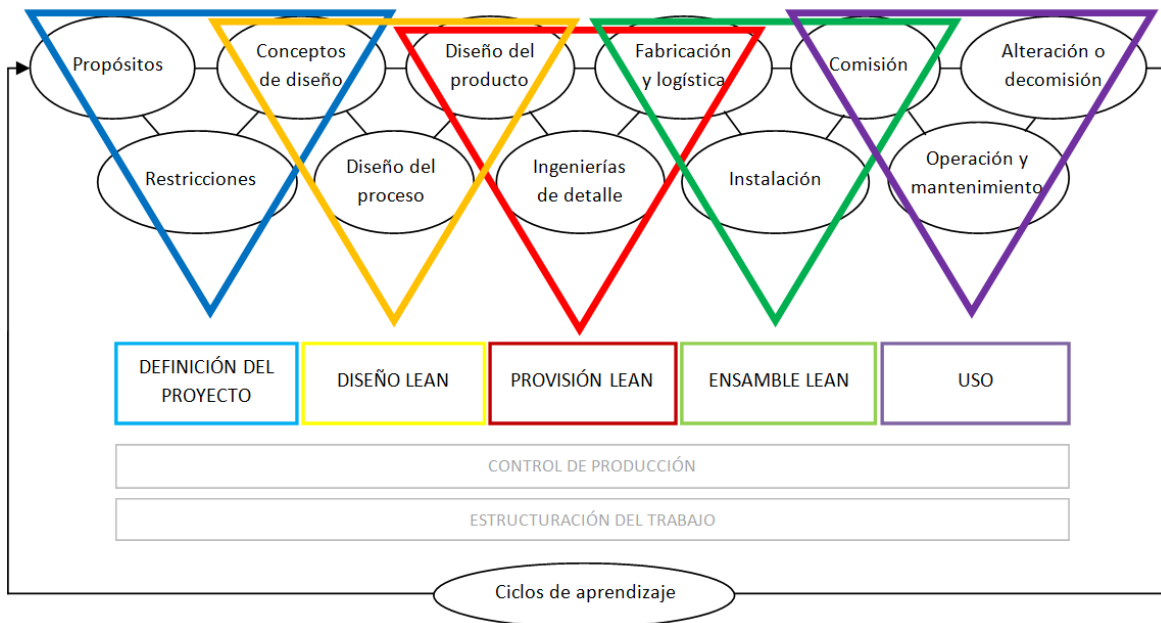 Propósitos
Conceptos
de diseño
Diseño del
producto
Fabricación
y logística
Comisión
Alteración o
decomisión
Restricciones
Diseño del
proceso
Ingenierías
de detalle
Instalación
Operación y
mantenimiento
DEFINICIÓN DEL
PROYECTO
DISEÑO LEAN
PROVISIÓN LEAN
ENSAMBLE LEAN
USO
CONTROL DE PRODUCCIÓN
ESTRUCTURACIÓN DEL TRABAJO
Ciclos de aprendizaje